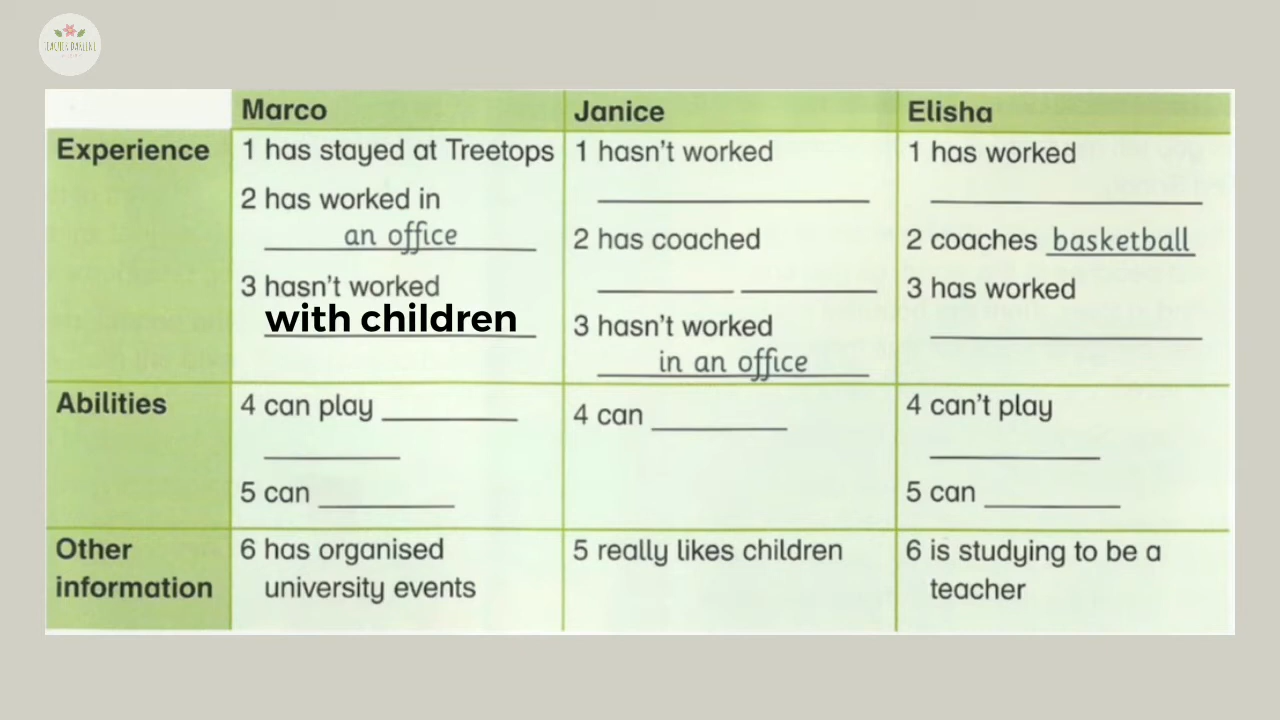 Marco
Janice
Elisha
Experience
1 has stayed at Treetops
2 has worked in
an office
3 hasn't worked
with children
1 hasn't worked
2 has coached
3 hasn't worked
in an office
1 has worked
2 coaches basketball
3 has worked
Abilities
4 can play
5 can
4 can
4 can't play
5 can
Other
information
6 has organised
university events
5 really likes children
6 is studying to be a
teacher